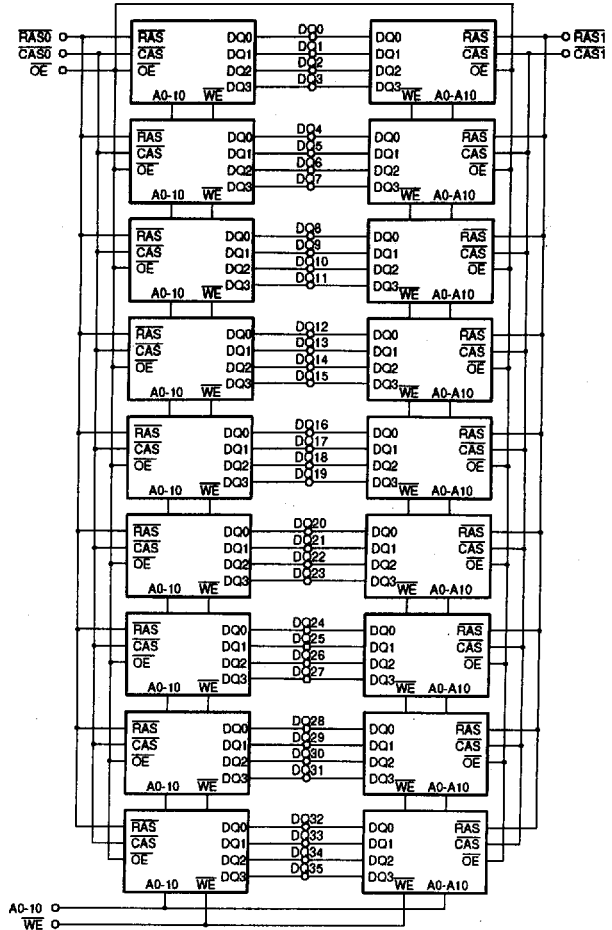 RAS0 RAS DQ0 DQ0 DQ0 RAS RAS1
CAS0 CAS DQ1 DQ1 DQ1 CAS CAS1
OE OE DQ2 DQ2 DQ2 OE
DQ3 DQ3 DQ3
A0-10 WE WE A0-A10
RAS DQ0 DQ4 DQ0 RAS
CAS DQ1 DQ5 DQ1 CAS
OE DQ2 DQ6 DQ2 OE
DQ3 DQ7 DQ3
A0-10 WE WE A0-A10
RAS DQ0 DQ8 DQ0 RAS
CAS DQ1 DQ9 DQ1 CAS
OE DQ2 DQ10 DQ2 OE
DQ3 DQ11 DQ3
A0-10 WE WE A0-A10
RAS DQ0 DQ12 DQ0 RAS
CAS DQ1 DQ13 DQ1 CAS
OE DQ2 DQ14 DQ2 OE
DQ3 DQ15 DQ3
A0-10 WE WE A0-A10
RAS DQ0 DQ16 DQ0 RAS
CAS DQ1 DQ17 DQ1 CAS
OE DQ2 DQ18 DQ2 OE
DQ3 DQ19 DQ3
A0-10 WE WE A0-A10
RAS DQ0 DQ20 DQ0 RAS
CAS DQ1 DQ21 DQ1 CAS
OE DQ2 DQ22 DQ2 OE
DQ3 DQ23 DQ3
A0-10 WE WE A0-A10
RAS DQ0 DQ24 DQ0 RAS
CAS DQ1 DQ25 DQ1 CAS
OE DQ2 DQ26 DQ2 OE
DQ3 DQ27 DQ3
A0-10 WE WE A0-A10
RAS DQ0 DQ28 DQ0 RAS
CAS DQ1 DQ29 DQ1 CAS
OE DQ2 DQ30 DQ2 OE
DQ3 DQ31 DQ3
A0-10 WE WE A0-A10
RAS DQ0 DQ32 DQ0 RAS
CAS DQ1 DQ33 DQ1 CAS
OE DQ2 DQ34 DQ2 OE
DQ3 DQ35 DQ3
A0-10 WE WE A0-A10
A0-10
WE